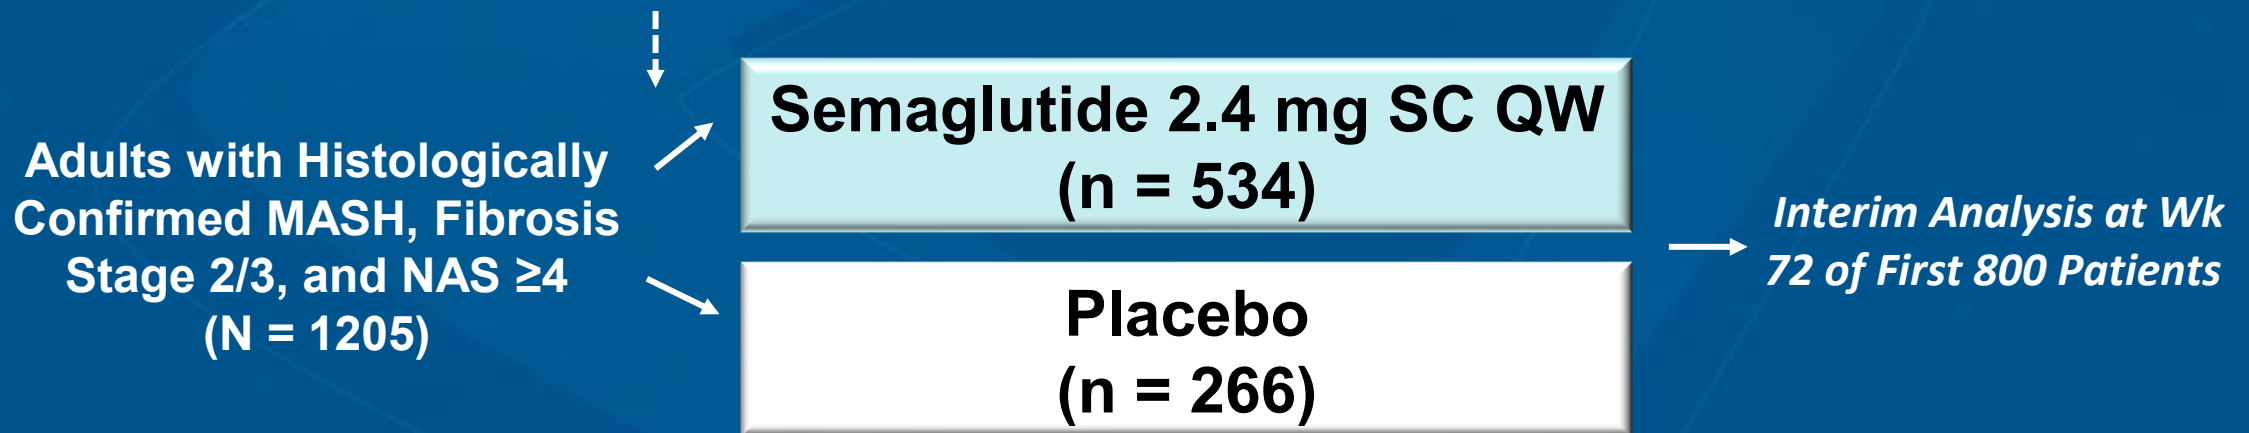 Adults with Histologically
Confirmed MASH, Fibrosis
Stage 2/3, and NAS ≥4
(N = 1205)
Semaglutide 2.4 mg SC QW
(n = 534)
Placebo
(n = 266)
Interim Analysis at Wk
72 of First 800 Patients